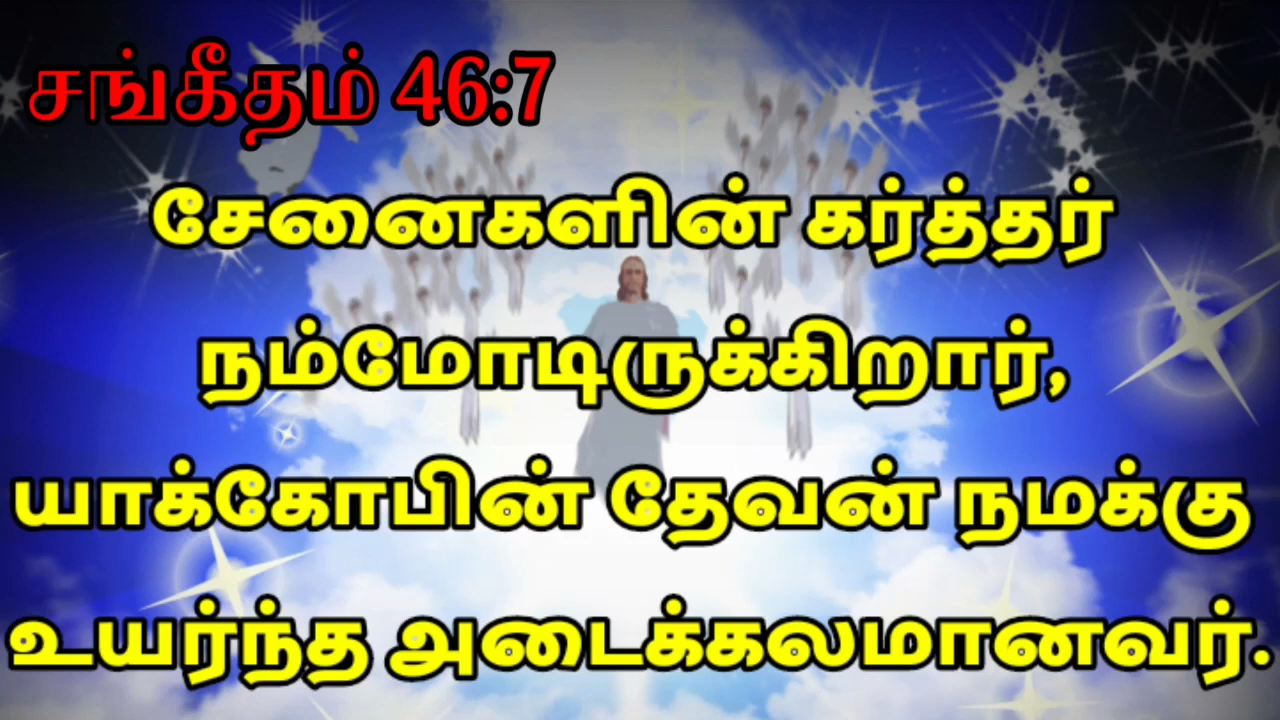 சங்கீதம் 46:7
சேனைகளின் கர்த்தர்
நம்மோடிருக்கிறார்,
யாக்கோபின் தேவன் நமக்கு
உயர்ந்த அடைக்கலமானவர்.